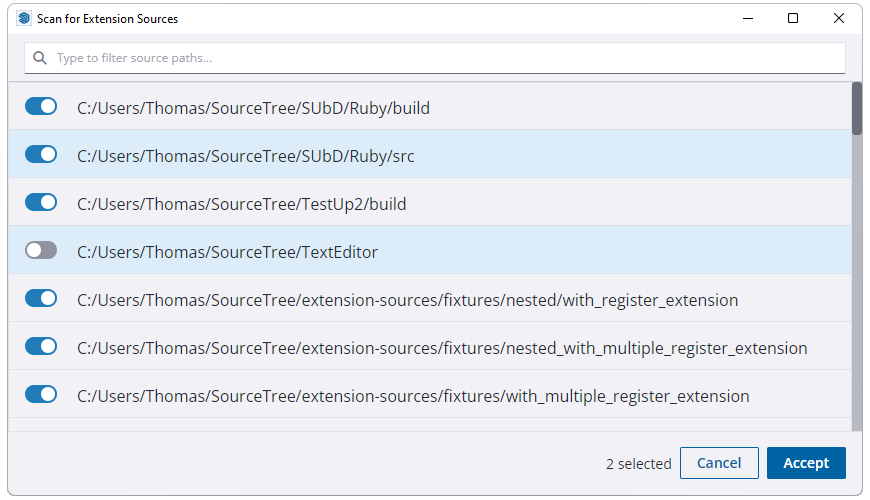 Scan for Extension Sources
Type to filter source paths...
C:/Users/Thomas/SourceTree/SUbD/Ruby/build
C:/Users/Thomas/SourceTree/SUbD/Ruby/src
C:/Users/Thomas/SourceTree/TestUp2/build
C:/Users/Thomas/SourceTree/TextEditor
C:/Users/Thomas/SourceTree/extension-sources/fixtures/nested/with_register_extension
C:/Users/Thomas/SourceTree/extension-sources/fixtures/nested_with_multiple_register_extension
C:/Users/Thomas/SourceTree/extension-sources/fixtures/with_multiple_register_extension
2 selected Cancel Accept